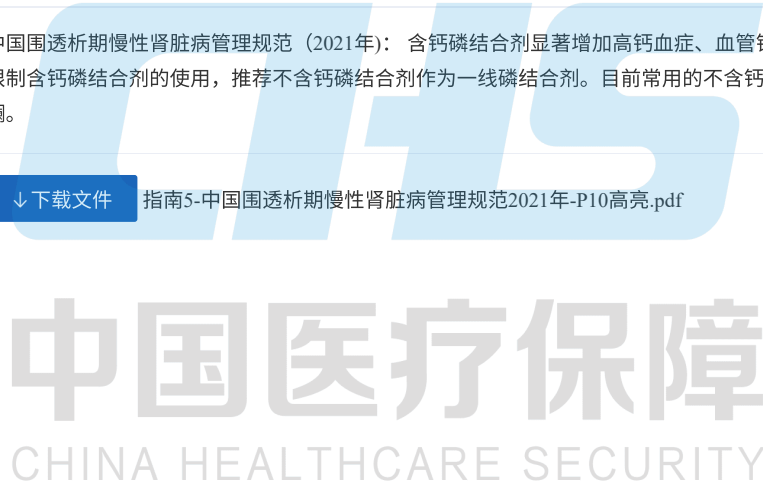 中国围透析期慢性肾脏病管理规范（2021年)： 含钙磷结合剂显著增加高钙血症、血管钙
限制含钙磷结合剂的使用，推荐不含钙磷结合剂作为一线磷结合剂。目前常用的不含钙
镧。
↓下载文件 指南5-中国围透析期慢性肾脏病管理规范2021年-P10高亮.pdf
CHS
中国医疗保障
CHINA HEALTHCARE SECURITY